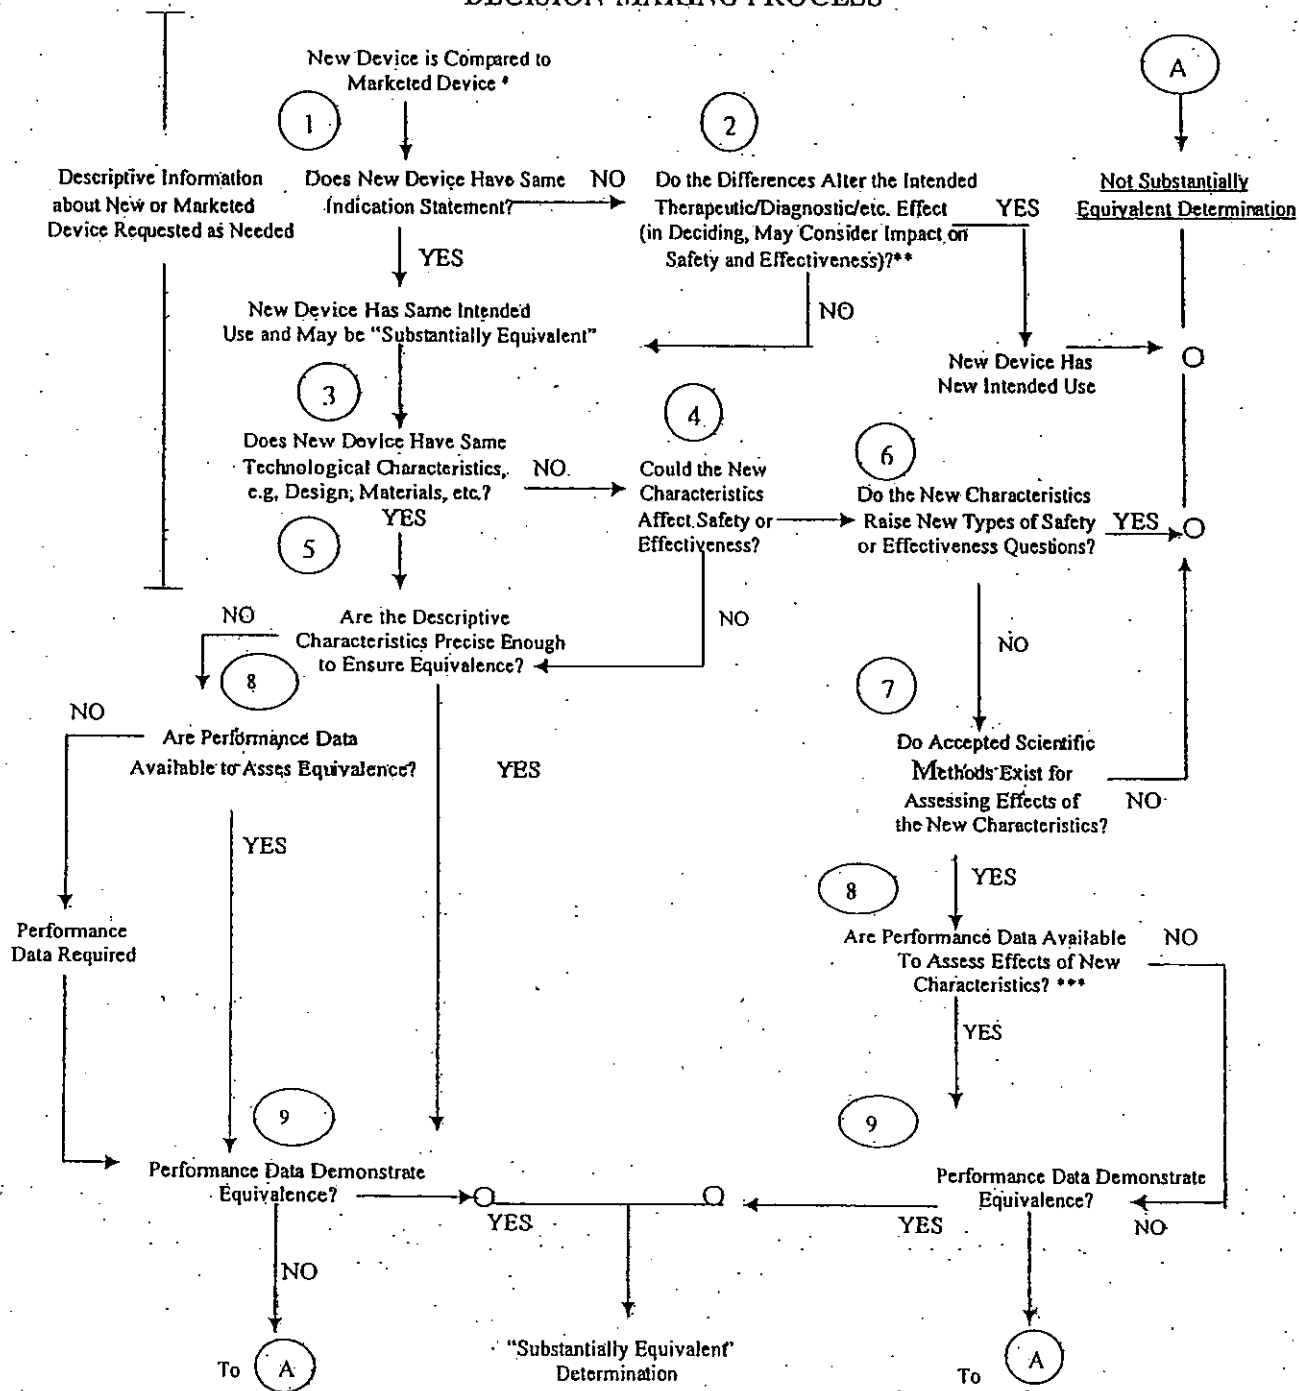 DECISION MAKING PROCESS
New Device is Compared to
Marketed Device *
A
1
2
Descriptive Information
about New or Marketed
Device Requested as Needed
Does New Device Have Same
Indication Statement?
NO
Do the Differences Alter the Intended
Therapeutic/Diagnostic/etc. Effect
(in Deciding, May Consider Impact on
Safety and Effectiveness)?**
YES
Not Substantially
Equivalent Determination
YES
NO
New Device Has Same Intended
Use and May be "Substantially Equivalent"
New Device Has
New Intended Use
3
4
Does New Device Have Same
Technological Characteristics,
e.g, Design, Materials, etc.?
NO
YES
Could the New
Characteristics
Affect Safety or
Effectiveness?
6
Do the New Characteristics
Raise New Types of Safety
or Effectiveness Questions?
YES
5
NO
Are the Descriptive
Characteristics Precise Enough
to Ensure Equivalence?
NO
NO
8
7
NO
Are Performance Data
Available to Asses Equivalence?
YES
Do Accepted Scientific
Methods Exist for
Assessing Effects of
the New Characteristics?
NO
YES
YES
8
Performance
Data Required
Are Performance Data Available
To Assess Effects of New
Characteristics? ***
NO
YES
9
9
Performance Data Demonstrate
Equivalence?
YES
Performance Data Demonstrate
Equivalence?
YES
NO
NO
To A
"Substantially Equivalent"
Determination
To A